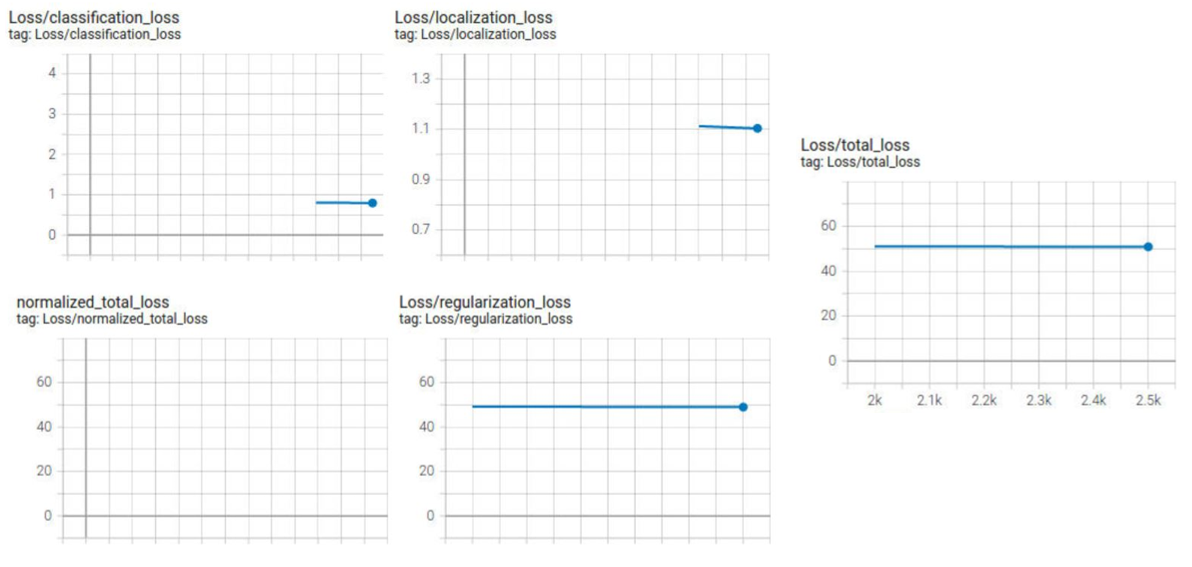 Loss/classification_loss
tag: Loss/classification_loss
4
3
2
1
0
Loss/localization_loss
tag: Loss/localization_loss
1.3
1.1
0.9
0.7
Loss/total_loss
tag: Loss/total_loss
60
40
20
0
2k 2.1k 2.2k 2.3k 2.4k 2.5k
normalized_total_loss
tag: Loss/normalized_total_loss
60
40
20
0
Loss/regularization_loss
tag: Loss/regularization_loss
60
40
20
0